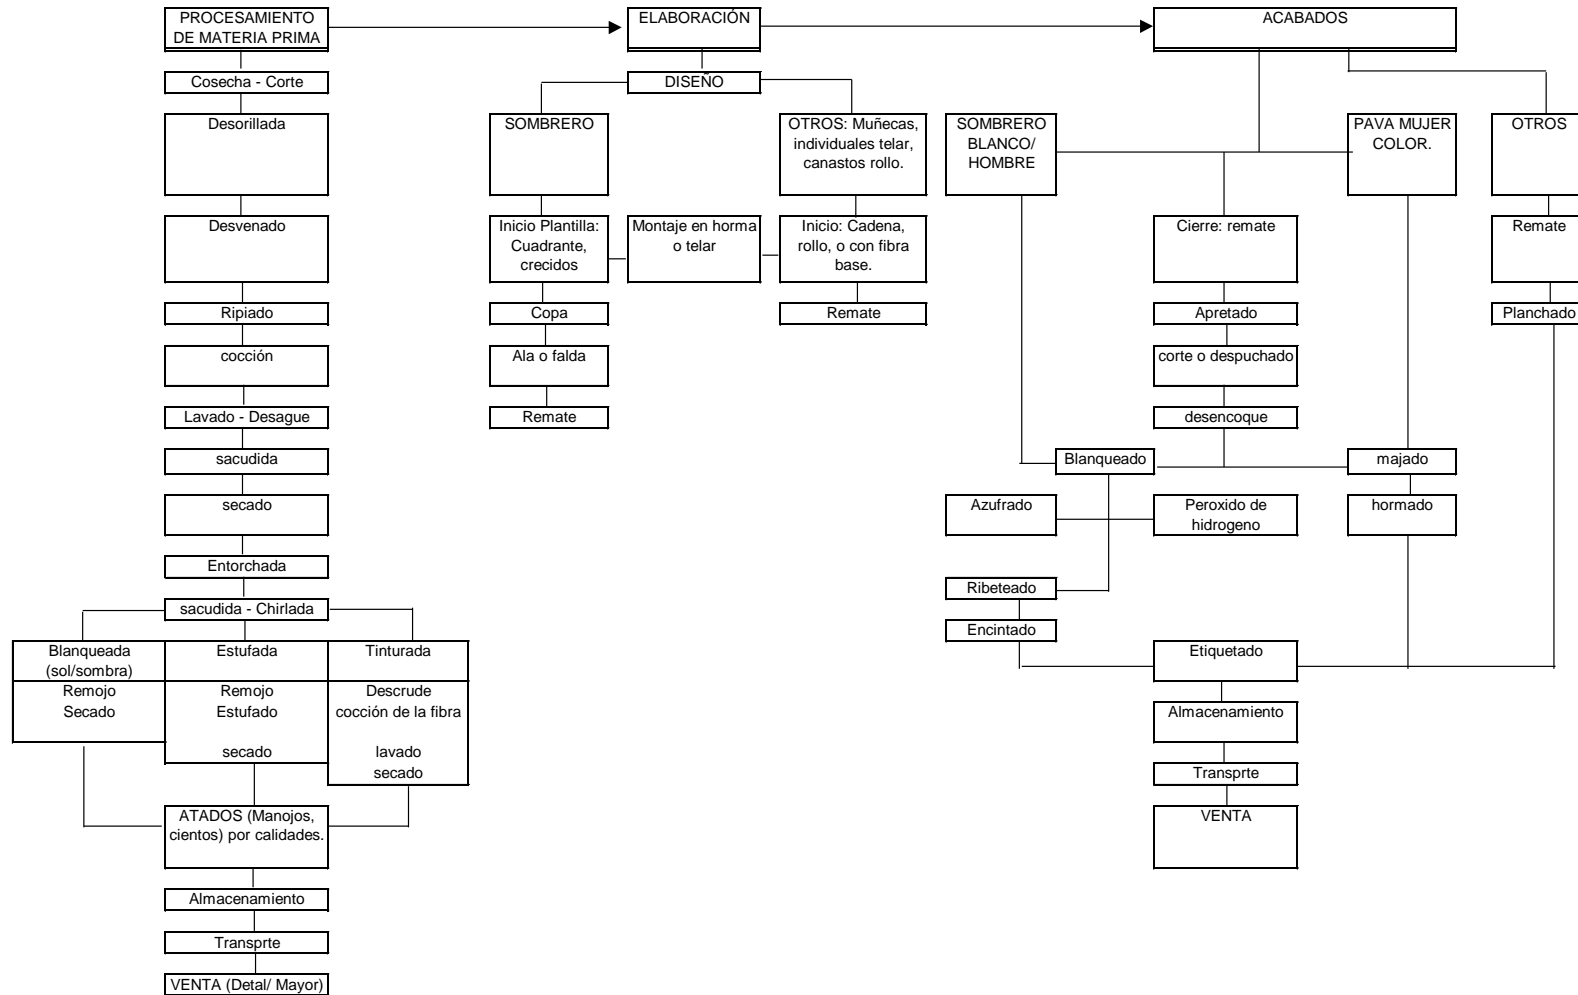 PROCESAMIENTO
DE MATERIA PRIMA
Cosecha - Corte
Desorillada
Desvenado
Ripiado
cocción
Lavado - Desague
sacudida
secado
Entorchada
sacudida - Chirlada
Blanqueada
(sol/sombra)
Remojo
Secado
Estufada
Remojo
Estufado
secado
Tinturada
Descrude
cocción de la fibra
lavado
secado
ATADOS (Manojos,
cientos) por calidades.
Almacenamiento
Transprte
VENTA (Detal/ Mayor)
ELABORACIÓN
DISEÑO
SOMBRERO
Inicio Plantilla:
Cuadrante,
crecidos
Copa
Ala o falda
Remate
Montaje en horma
o telar
OTROS: Muñecas,
individuales telar,
canastos rollo.
Inicio: Cadena,
rollo, o con fibra
base.
Remate
ACABADOS
SOMBRERO
BLANCO/
HOMBRE
PAVA MUJER
COLOR.
OTROS
Cierre: remate
Apretado
corte o despuchado
desencoque
Blanqueado
majado
Azufrado
Peroxido de
hidrogeno
hormado
Ribeteado
Encintado
Remate
Planchado
Etiquetado
Almacenamiento
Transprte
VENTA